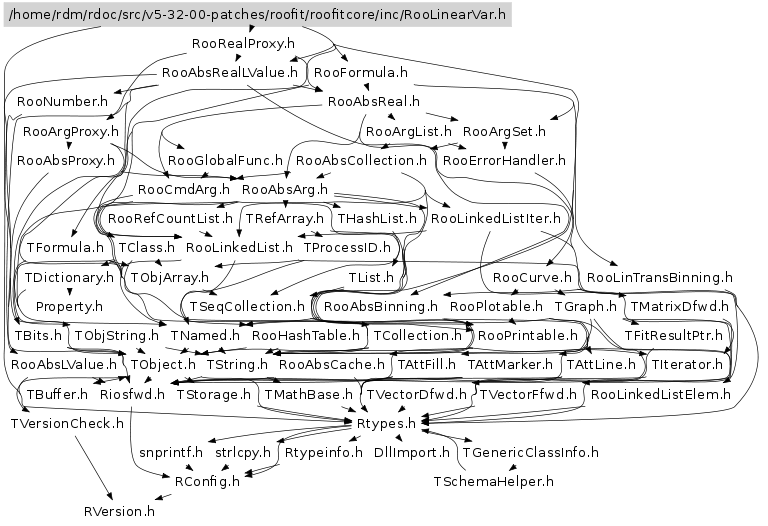 /home/rdm/rdoc/src/v5-32-00-patches/roofit/roofitcore/inc/RooLinearVar.h
RooRealProxy.h
RooAbsRealLValue.h RooFormula.h
RooNumber.h RooAbsReal.h
RooArgProxy.h RooArgList.h RooArgSet.h
RooAbsProxy.h RooGlobalFunc.h RooAbsCollection.h RooErrorHandler.h
RooCmdArg.h RooAbsArg.h
RooRefCountList.h TRefArray.h THashList.h RooLinkedListIter.h
TFormula.h TClass.h RooLinkedList.h TProcessID.h
TDictionary.h TObjArray.h TList.h RooCurve.h RooLinTransBinning.h
Property.h TSeqCollection.h RooAbsBinning.h RooPlotable.h TGraph.h TMatrixDfwd.h
TBits.h TObjString.h TNamed.h RooHashTable.h TCollection.h RooPrintable.h TFitResultPtr.h
RooAbsLValue.h TObject.h TString.h RooAbsCache.h TAttFill.h TAttMarker.h TAttLine.h TIterator.h
TBuffer.h Riosfwd.h TStorage.h TMathBase.h TVectorDfwd.h TVectorFfwd.h RooLinkedListElem.h
TVersionCheck.h Rtypes.h
snprintf.h strlcpy.h Rtypeinfo.h DllImport.h TGenericClassInfo.h
RConfig.h TSchemaHelper.h
RVersion.h